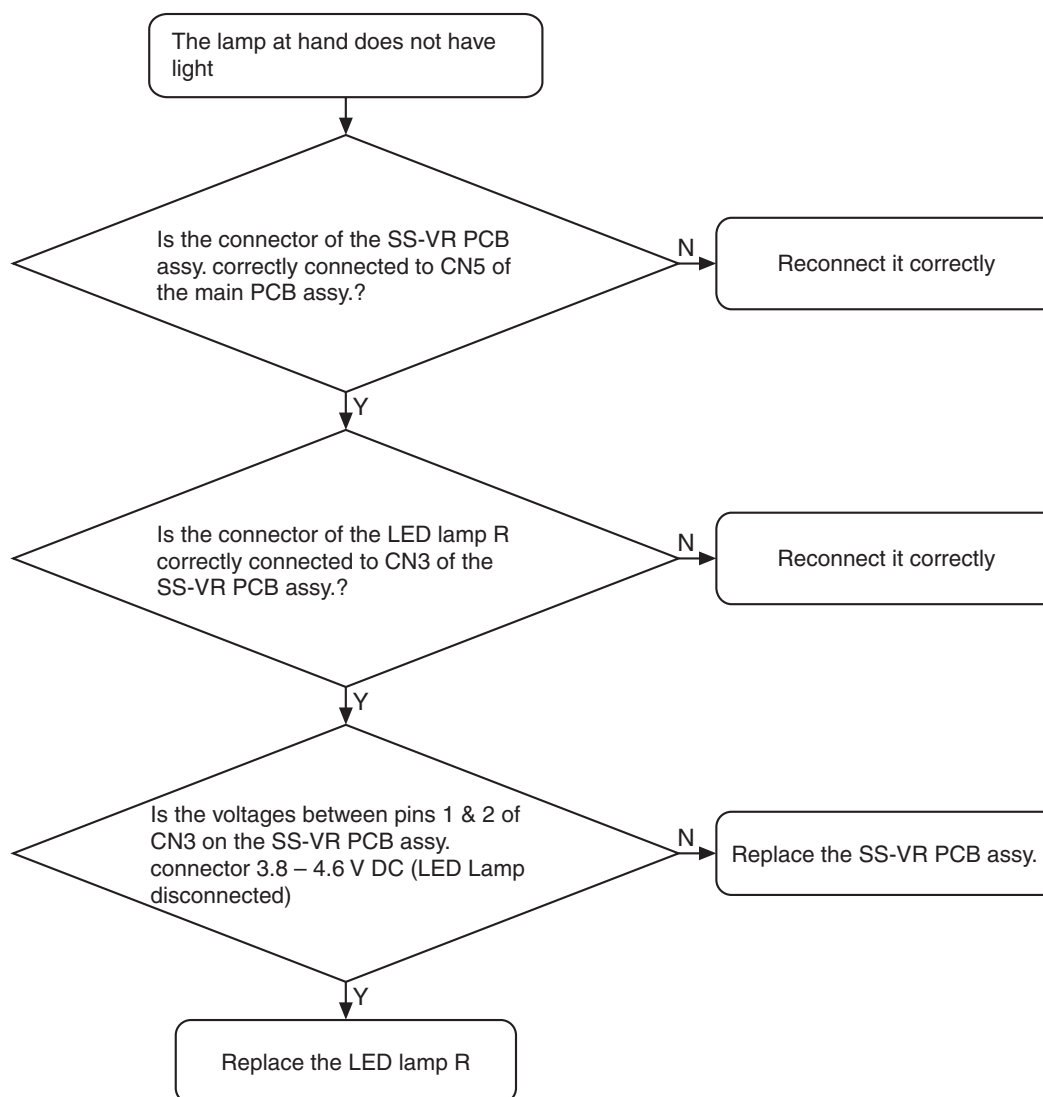 The lamp at hand does not have
light
Is the connector of the SS-VR PCB
assy. correctly connected to CN5 of
the main PCB assy.?
N
Reconnect it correctly
Y
Is the connector of the LED lamp R
correctly connected to CN3 of the
SS-VR PCB assy.?
N
Reconnect it correctly
Y
Is the voltages between pins 1 & 2 of
CN3 on the SS-VR PCB assy.
connector 3.8 – 4.6 V DC (LED Lamp
disconnected)
N
Replace the SS-VR PCB assy.
Y
Replace the LED lamp R